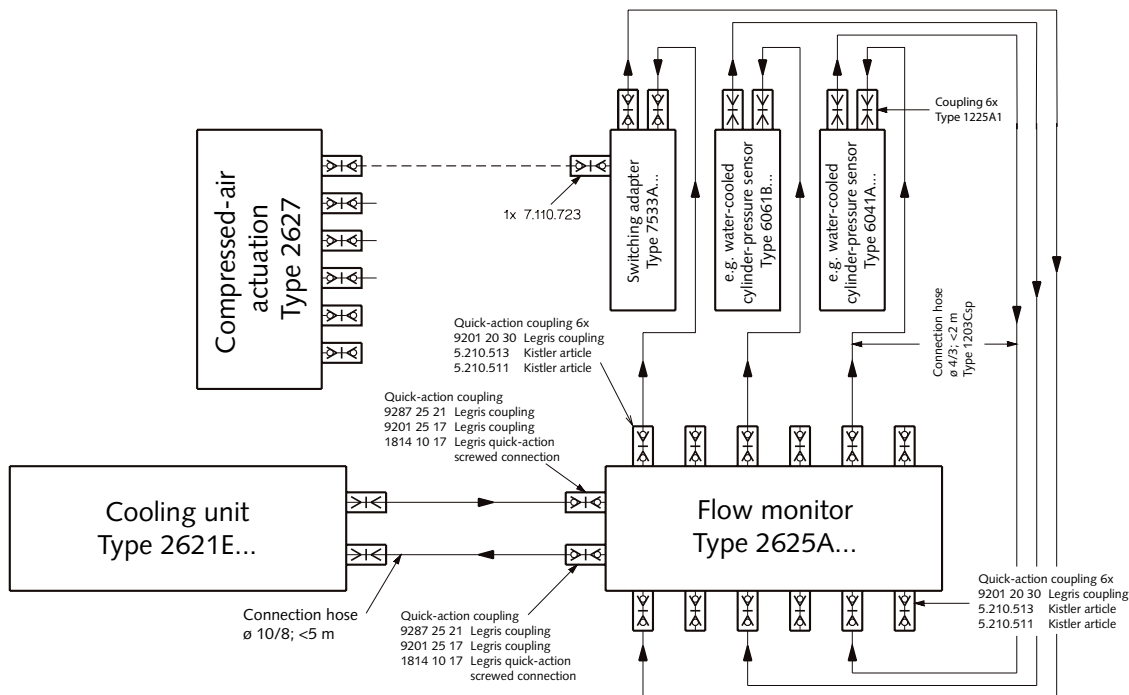 Coupling 6x
Type 1225A1
Compressed-air
actuation
Type 2627
1x 7.110.723
Switching adapter
Type 7533A...
e.g. water-cooled
cylinder-pressure sensor
Type 6061B...
e.g. water-cooled
cylinder-pressure sensor
Type 6041A...
Connection hose
ø 4/3; <2 m
Type 1203Csp
Quick-action coupling 6x
9201 20 30 Legris coupling
5.210.513 Kistler article
5.210.511 Kistler article
Quick-action coupling
9287 25 21 Legris coupling
9201 25 17 Legris coupling
1814 10 17 Legris quick-action
screwed connection
Cooling unit
Type 2621E...
Flow monitor
Type 2625A...
Connection hose
ø 10/8; <5 m
Quick-action coupling
9287 25 21 Legris coupling
9201 25 17 Legris coupling
1814 10 17 Legris quick-action
screwed connection
Quick-action coupling 6x
9201 20 30 Legris coupling
5.210.513 Kistler article
5.210.511 Kistler article